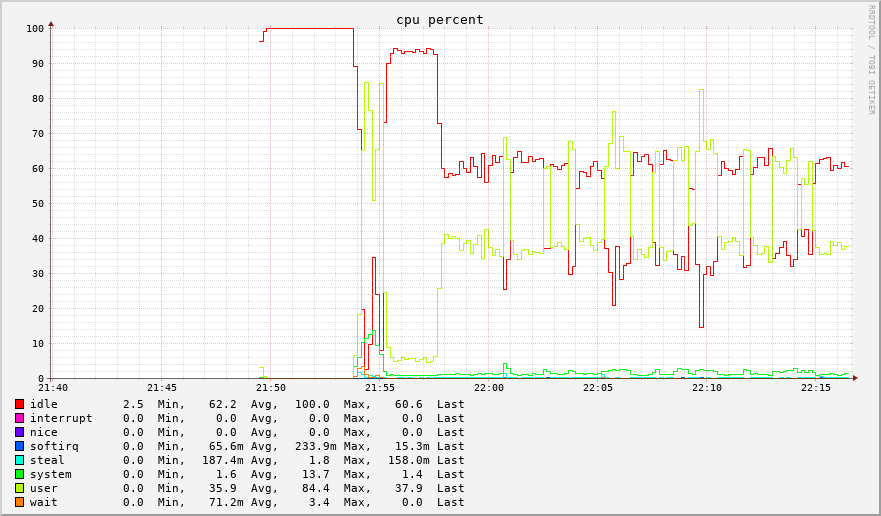 cpu percent
RRDTOOL / TOBI OETIKER
100
90
80
70
60
50
40
30
20
10
0
21:40 21:45 21:50 21:55 22:00 22:05 22:10 22:15
idle 2.5 Min, 62.2 Avg, 100.0 Max, 60.6 Last
interrupt 0.0 Min, 0.0 Avg, 0.0 Max, 0.0 Last
nice 0.0 Min, 0.0 Avg, 0.0 Max, 0.0 Last
softirq 0.0 Min, 65.6m Avg, 233.9m Max, 15.3m Last
steal 0.0 Min, 187.4m Avg, 1.8 Max, 158.0m Last
system 0.0 Min, 1.6 Avg, 13.7 Max, 1.4 Last
user 0.0 Min, 35.9 Avg, 84.4 Max, 37.9 Last
wait 0.0 Min, 71.2m Avg, 3.4 Max, 0.0 Last